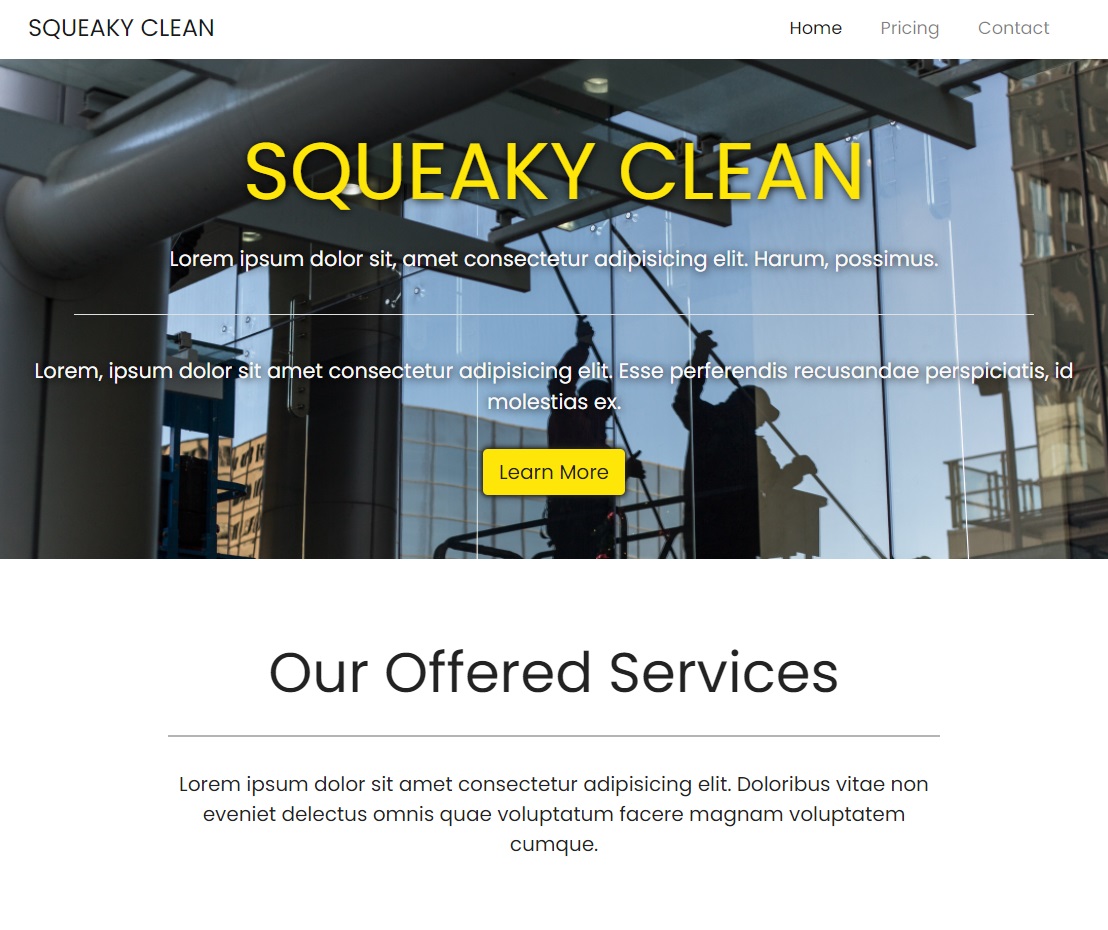 SQUEAKY CLEAN
Home Pricing Contact
SQUEAKY CLEAN
Lorem ipsum dolor sit, amet consectetur adipisicing elit. Harum, possimus.
Lorem, ipsum dolor sit amet consectetur adipisicing elit. Esse perferendis recusandae perspiciatis, id
molestias ex.
Learn More
Our Offered Services
Lorem ipsum dolor sit amet consectetur adipisicing elit. Doloribus vitae non
eveniet delectus omnis quae voluptatum facere magnam voluptatem
cumque.